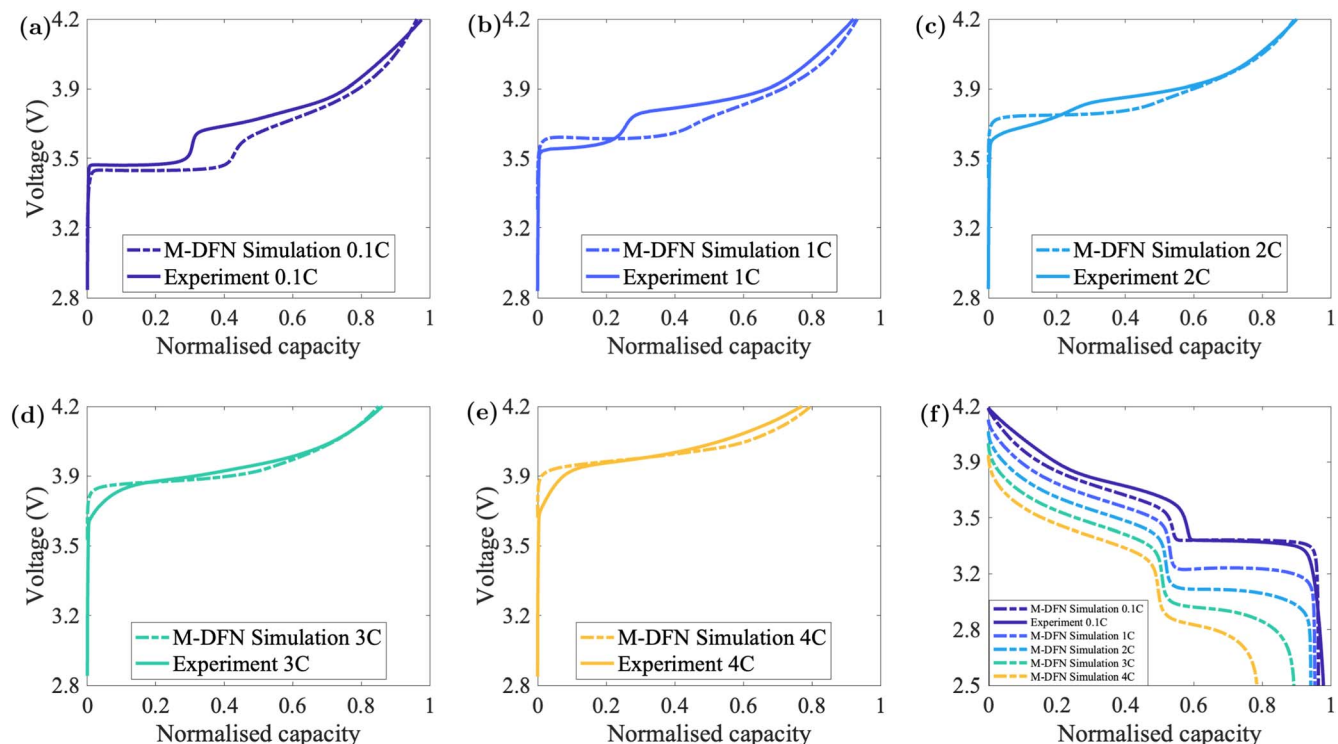 (a)
4.2
3.9
3.5
3.2
2.8
Voltage (V)
M-DFN Simulation 0.1C
Experiment 0.1C
0 0.2 0.4 0.6 0.8 1
Normalised capacity
(b)
4.2
3.9
3.5
3.2
2.8
M-DFN Simulation 1C
Experiment 1C
0 0.2 0.4 0.6 0.8 1
Normalised capacity
(c)
4.2
3.9
3.5
3.2
2.8
M-DFN Simulation 2C
Experiment 2C
0 0.2 0.4 0.6 0.8 1
Normalised capacity
(d)
4.2
3.9
3.5
3.2
2.8
Voltage (V)
M-DFN Simulation 3C
Experiment 3C
0 0.2 0.4 0.6 0.8 1
Normalised capacity
(e)
4.2
3.9
3.5
3.2
2.8
M-DFN Simulation 4C
Experiment 4C
0 0.2 0.4 0.6 0.8 1
Normalised capacity
(f)
4.2
3.9
3.5
3.2
2.8
2.5
M-DFN Simulation 0.1C
Experiment 0.1C
M-DFN Simulation 1C
M-DFN Simulation 2C
M-DFN Simulation 3C
M-DFN Simulation 4C
0 0.2 0.4 0.6 0.8 1
Normalised capacity